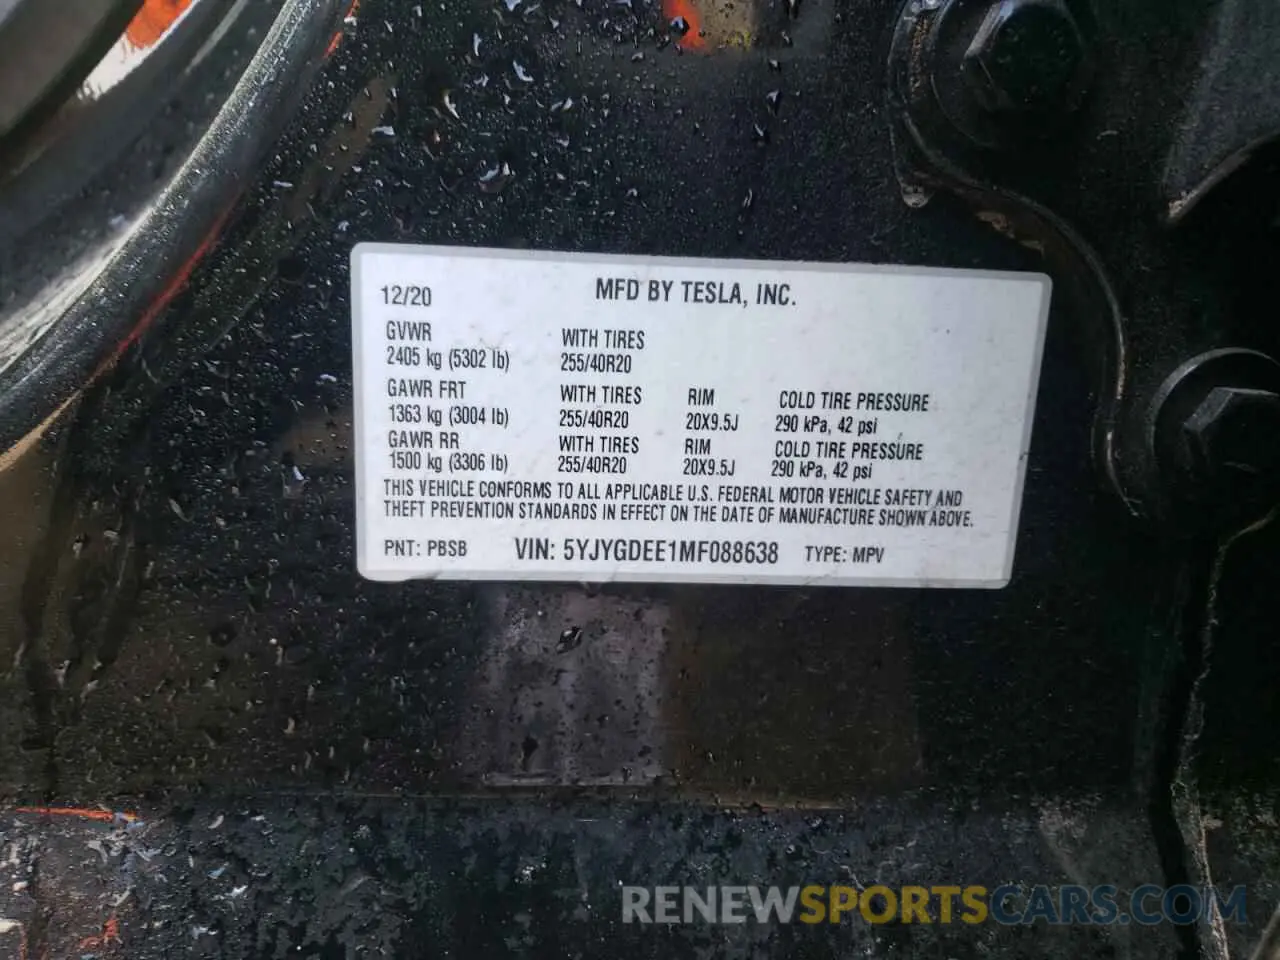 12/20 MFD BY TESLA, INC.
GVWR WITH TIRES
2405 kg (5302 lb) 255/40R20
GAWR FRT WITH TIRES RIM COLD TIRE PRESSURE
1363 kg (3004 lb) 255/40R20 20X9.5J 290 kPa, 42 psi
GAWR RR WITH TIRES RIM COLD TIRE PRESSURE
1500 kg (3306 lb) 255/40R20 20X9.5J 290 kPa, 42 psi
THIS VEHICLE CONFORMS TO ALL APPLICABLE U.S. FEDERAL MOTOR VEHICLE SAFETY AND
THEFT PREVENTION STANDARDS IN EFFECT ON THE DATE OF MANUFACTURE SHOWN ABOVE.
PNT: PBSB VIN: 5YJYGDEE1MF088638 TYPE: MPV
RENEWSPORTSCARS.COM